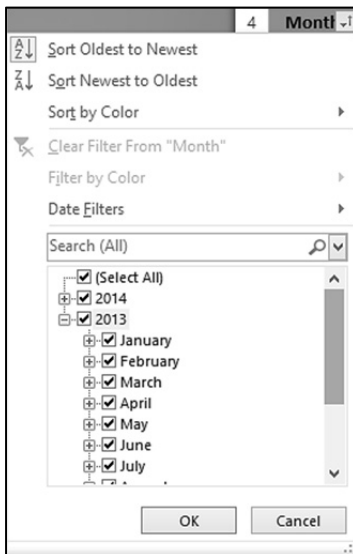 4 Month
Sort Oldest to Newest
Sort Newest to Oldest
Sort by Color
Clear Filter From "Month"
Filter by Color
Date Filters
Search (All)
(Select All)
2014
2013
January
February
March
April
May
June
July
OK Cancel